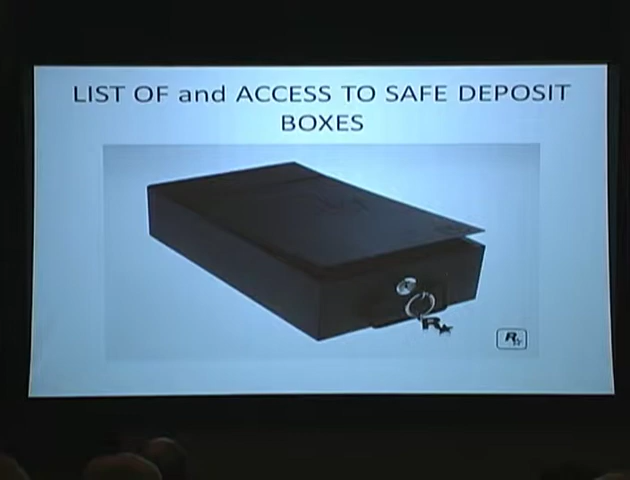 LIST OF and ACCESS TO SAFE DEPOSIT
BOXES
R
R